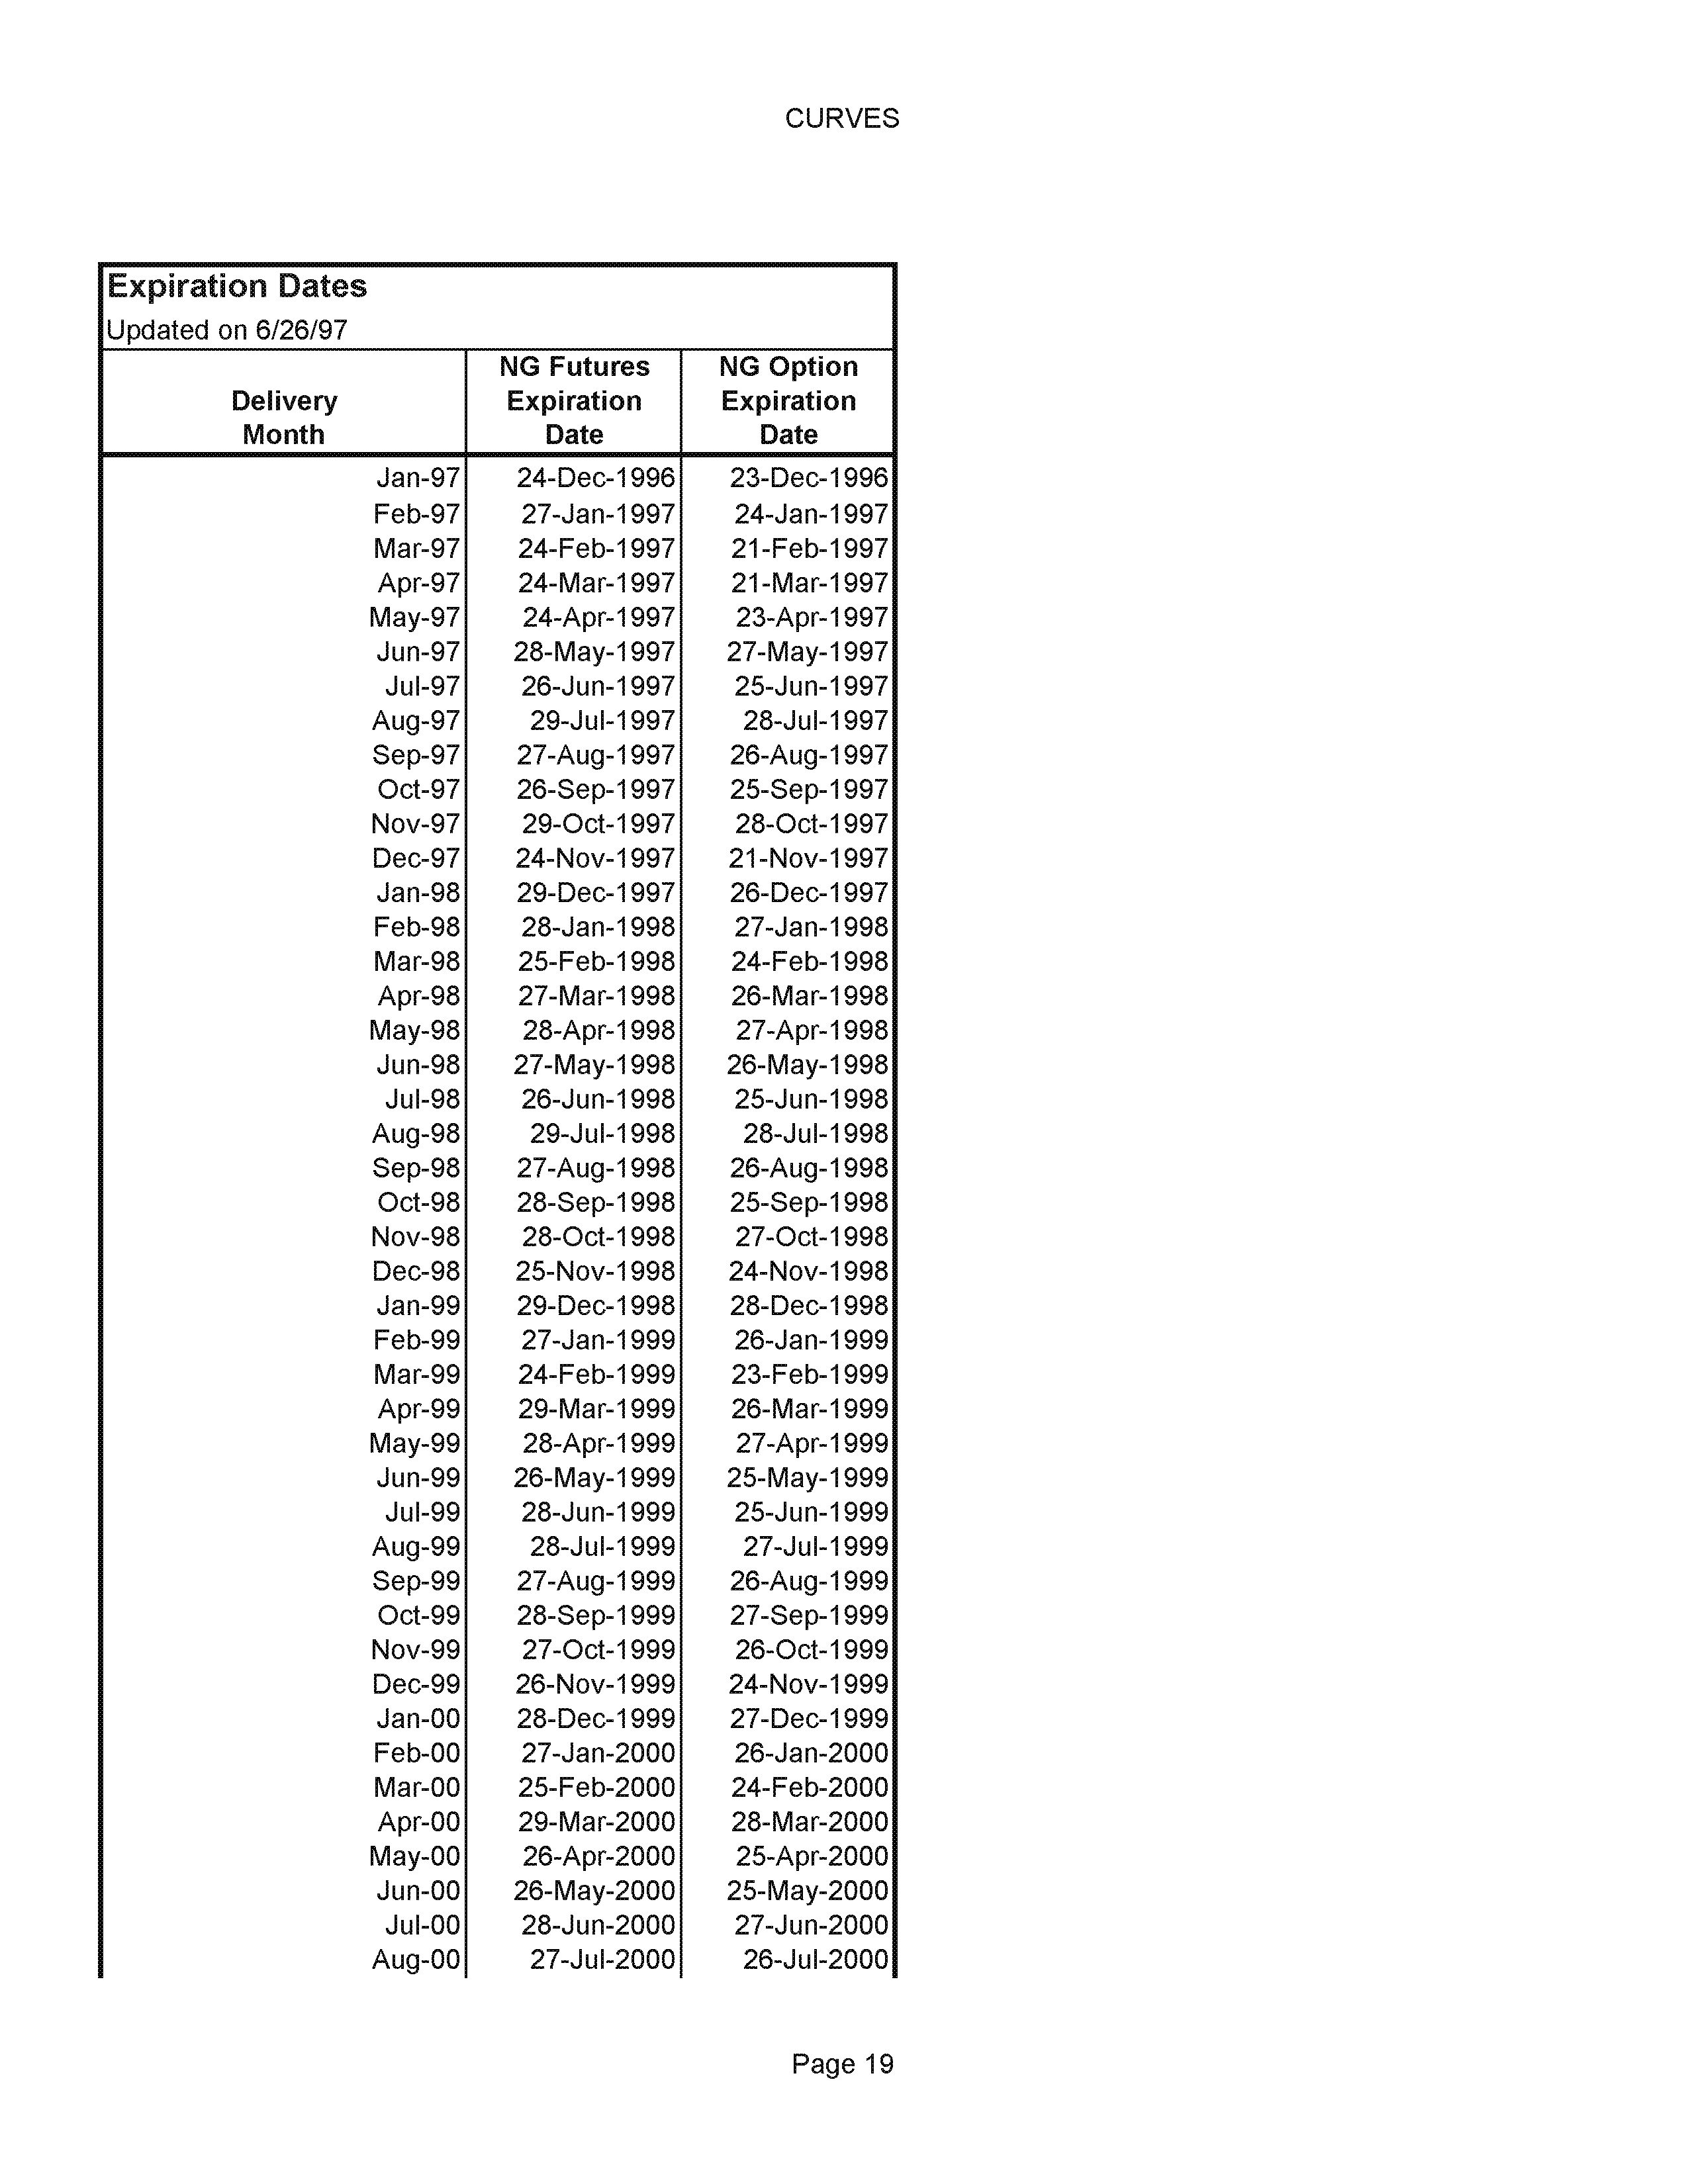 CURVES
Expiration Dates
Updated on 6/26/97
NG Futures NG Option
Delivery Expiration Expiration
Month Date Date
Jan-97 24-Dec-1996 23-Dec-1996
Feb-97 27-Jan-1997 24-Jan-1997
Mar-97 24-Feb-1997 21-Feb-1997
Apr-97 24-Mar-1997 21-Mar-1997
May-97 24-Apr-1997 23-Apr-1997
Jun-97 28-May-1997 27-May-1997
Jul-97 26-Jun-1997 25-Jun-1997
Aug-97 29-Jul-1997 28-Jul-1997
Sep-97 27-Aug-1997 26-Aug-1997
Oct-97 26-Sep-1997 25-Sep-1997
Nov-97 29-Oct-1997 28-Oct-1997
Dec-97 24-Nov-1997 21-Nov-1997
Jan-98 29-Dec-1997 26-Dec-1997
Feb-98 28-Jan-1998 27-Jan-1998
Mar-98 25-Feb-1998 24-Feb-1998
Apr-98 27-Mar-1998 26-Mar-1998
May-98 28-Apr-1998 27-Apr-1998
Jun-98 27-May-1998 26-May-1998
Jul-98 26-Jun-1998 25-Jun-1998
Aug-98 29-Jul-1998 28-Jul-1998
Sep-98 27-Aug-1998 26-Aug-1998
Oct-98 28-Sep-1998 25-Sep-1998
Nov-98 28-Oct-1998 27-Oct-1998
Dec-98 25-Nov-1998 24-Nov-1998
Jan-99 29-Dec-1998 28-Dec-1998
Feb-99 27-Jan-1999 26-Jan-1999
Mar-99 24-Feb-1999 23-Feb-1999
Apr-99 29-Mar-1999 26-Mar-1999
May-99 28-Apr-1999 27-Apr-1999
Jun-99 26-May-1999 25-May-1999
Jul-99 28-Jun-1999 25-Jun-1999
Aug-99 28-Jul-1999 27-Jul-1999
Sep-99 27-Aug-1999 26-Aug-1999
Oct-99 28-Sep-1999 27-Sep-1999
Nov-99 27-Oct-1999 26-Oct-1999
Dec-99 26-Nov-1999 24-Nov-1999
Jan-00 28-Dec-1999 27-Dec-1999
Feb-00 27-Jan-2000 26-Jan-2000
Mar-00 25-Feb-2000 24-Feb-2000
Apr-00 29-Mar-2000 28-Mar-2000
May-00 26-Apr-2000 25-Apr-2000
Jun-00 26-May-2000 25-May-2000
Jul-00 28-Jun-2000 27-Jun-2000
Aug-00 27-Jul-2000 26-Jul-2000
Page 19